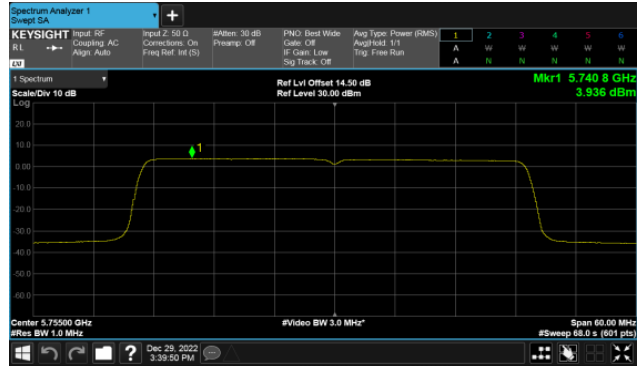 Spectrum Analyzer 1
Swept SA
+
KEYSIGHT Input: RF Input Z: 50 Ω #Atten: 30 dB PNO: Best Wide Avg Type: Power (RMS) 1 2 3 4 5 6
RL Coupling: AC Corrections: On Preamp: Off Gate: Off Avg|Hold: 1/1 A W W W W W
Align: Auto Freq Ref: Int (S) IF Gain: Low Trig: Free Run
LXI Sig Track: Off A N N N N N
1 Spectrum Ref Lvl Offset 14.50 dB Mkr1 5.740 8 GHz
Scale/Div 10 dB Ref Level 30.00 dBm 3.936 dBm
Log
20.0
10.0
1
0.00
-10.0
-20.0
-30.0
-40.0
-50.0
-60.0
Center 5.75500 GHz #Video BW 3.0 MHz* Span 60.00 MHz
#Res BW 1.0 MHz #Sweep 68.0 s (601 pts)
? Dec 29, 2022
3:39:50 PM